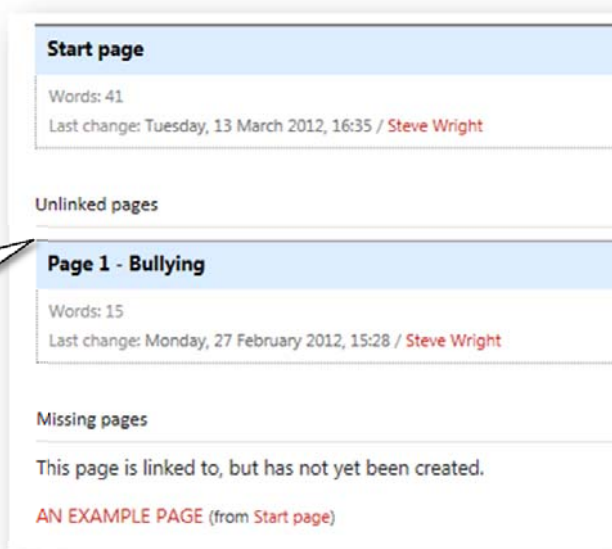 Start page
Words: 41
Last change: Tuesday, 13 March 2012, 16:35 / Steve Wright
Unlinked pages
Page 1 - Bullying
Words: 15
Last change: Monday, 27 February 2012, 15:28 / Steve Wright
Missing pages
This page is linked to, but has not yet been created.
AN EXAMPLE PAGE (from Start page)